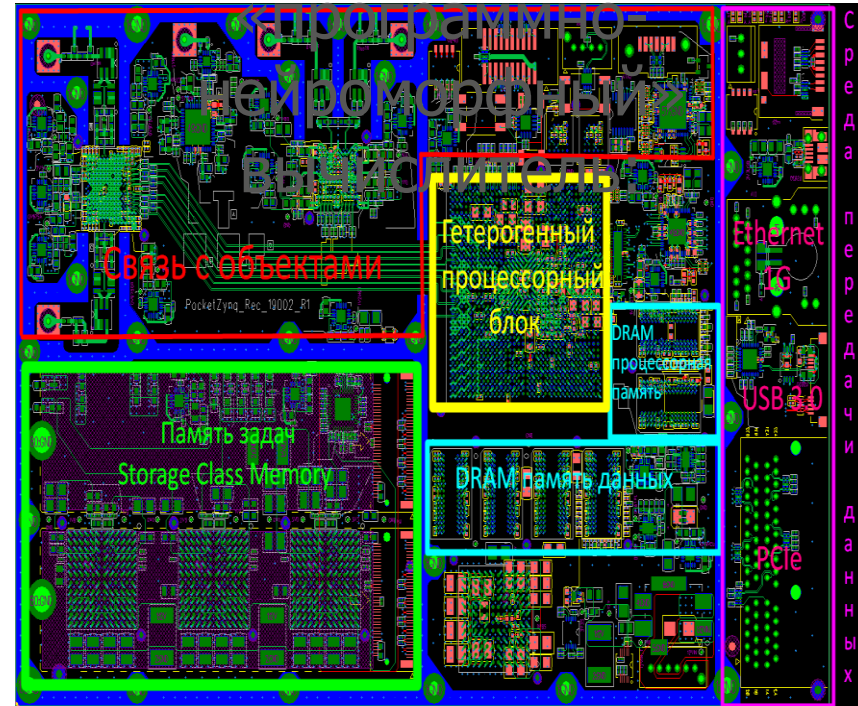 «программно-
нейроморфный»
вычислитель:
Связь с объектами
PocketZynq_Rec_19002_R1
Гетерогенный
процессорный
блок
DRAM
процессорная
память
Память задач
Storage Class Memory
DRAM память данных
Ethernet
1G
USB 3.0
PCIe
Среда передачи данных